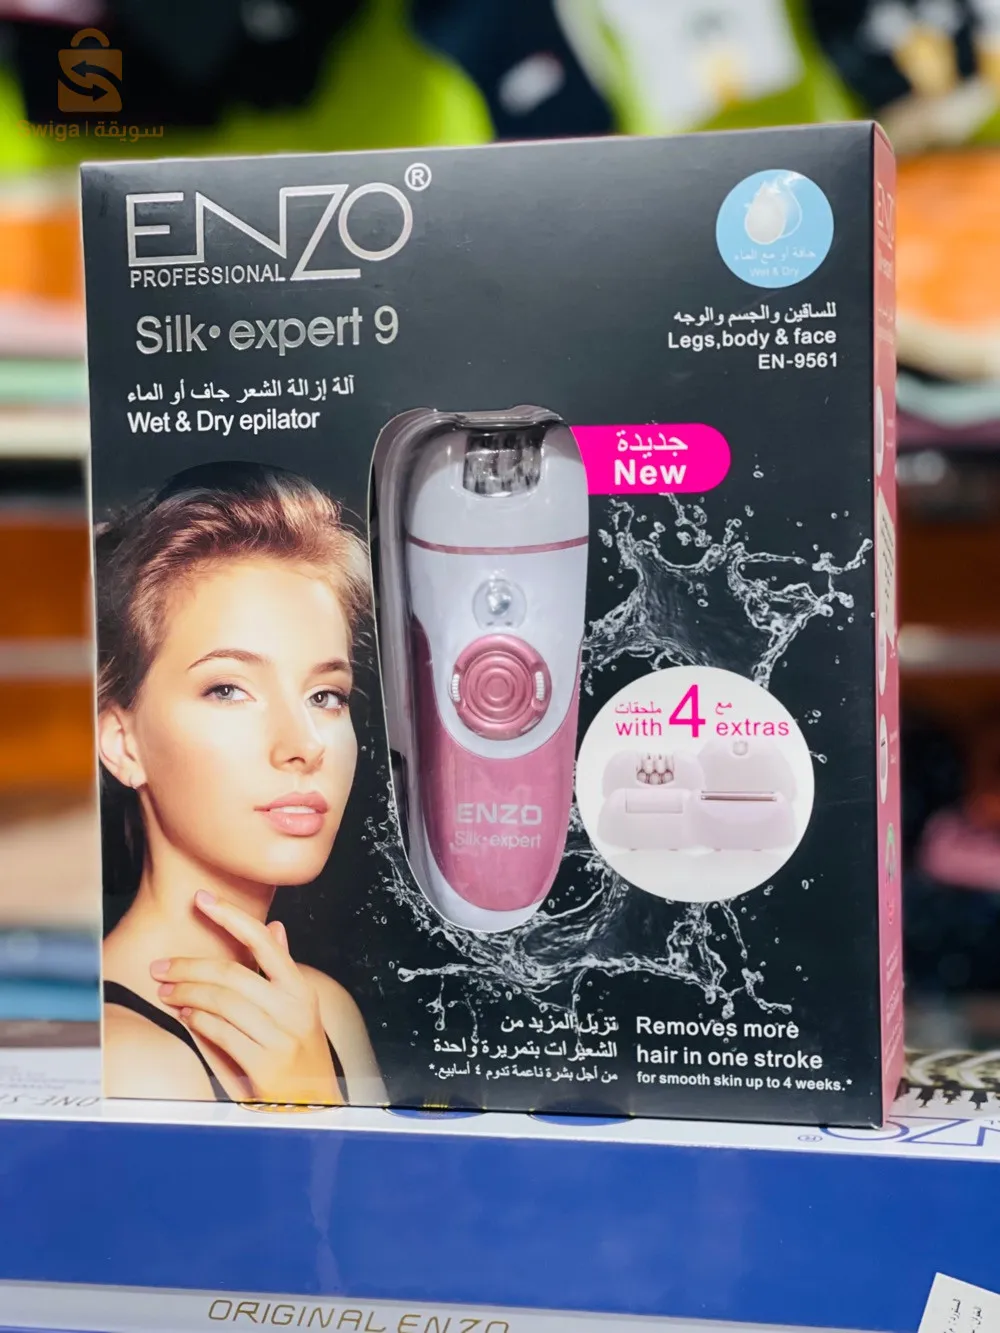 Swiga | سويقة
ENZO®
PROFESSIONAL
Silk•expert 9
آلة إزالة الشعر جاف أو الماء
Wet & Dry epilator
جافة أو مع الماء
Wet & Dry
للساقين والجسم والوجه
Legs,body & face
EN-9561
جديدة
New
مع 4 ملحقات
with 4 extras
ENZO
Silk•expert
تزيل المزيد من
الشعيرات بتمريرة واحدة
من أجل بشرة ناعمة تدوم ٤ أسابيع.*
Removes more
hair in one stroke
for smooth skin up to 4 weeks.*
ORIGINAL ENZO